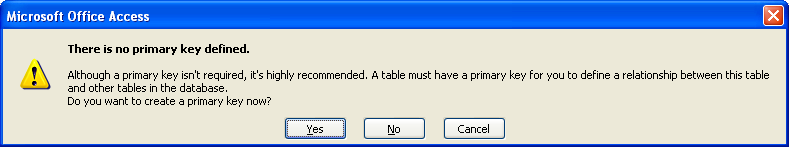 Microsoft Office Access
There is no primary key defined.
Although a primary key isn't required, it's highly recommended. A table must have a primary key for you to define a relationship between this table
and other tables in the database.
Do you want to create a primary key now?
Yes No Cancel